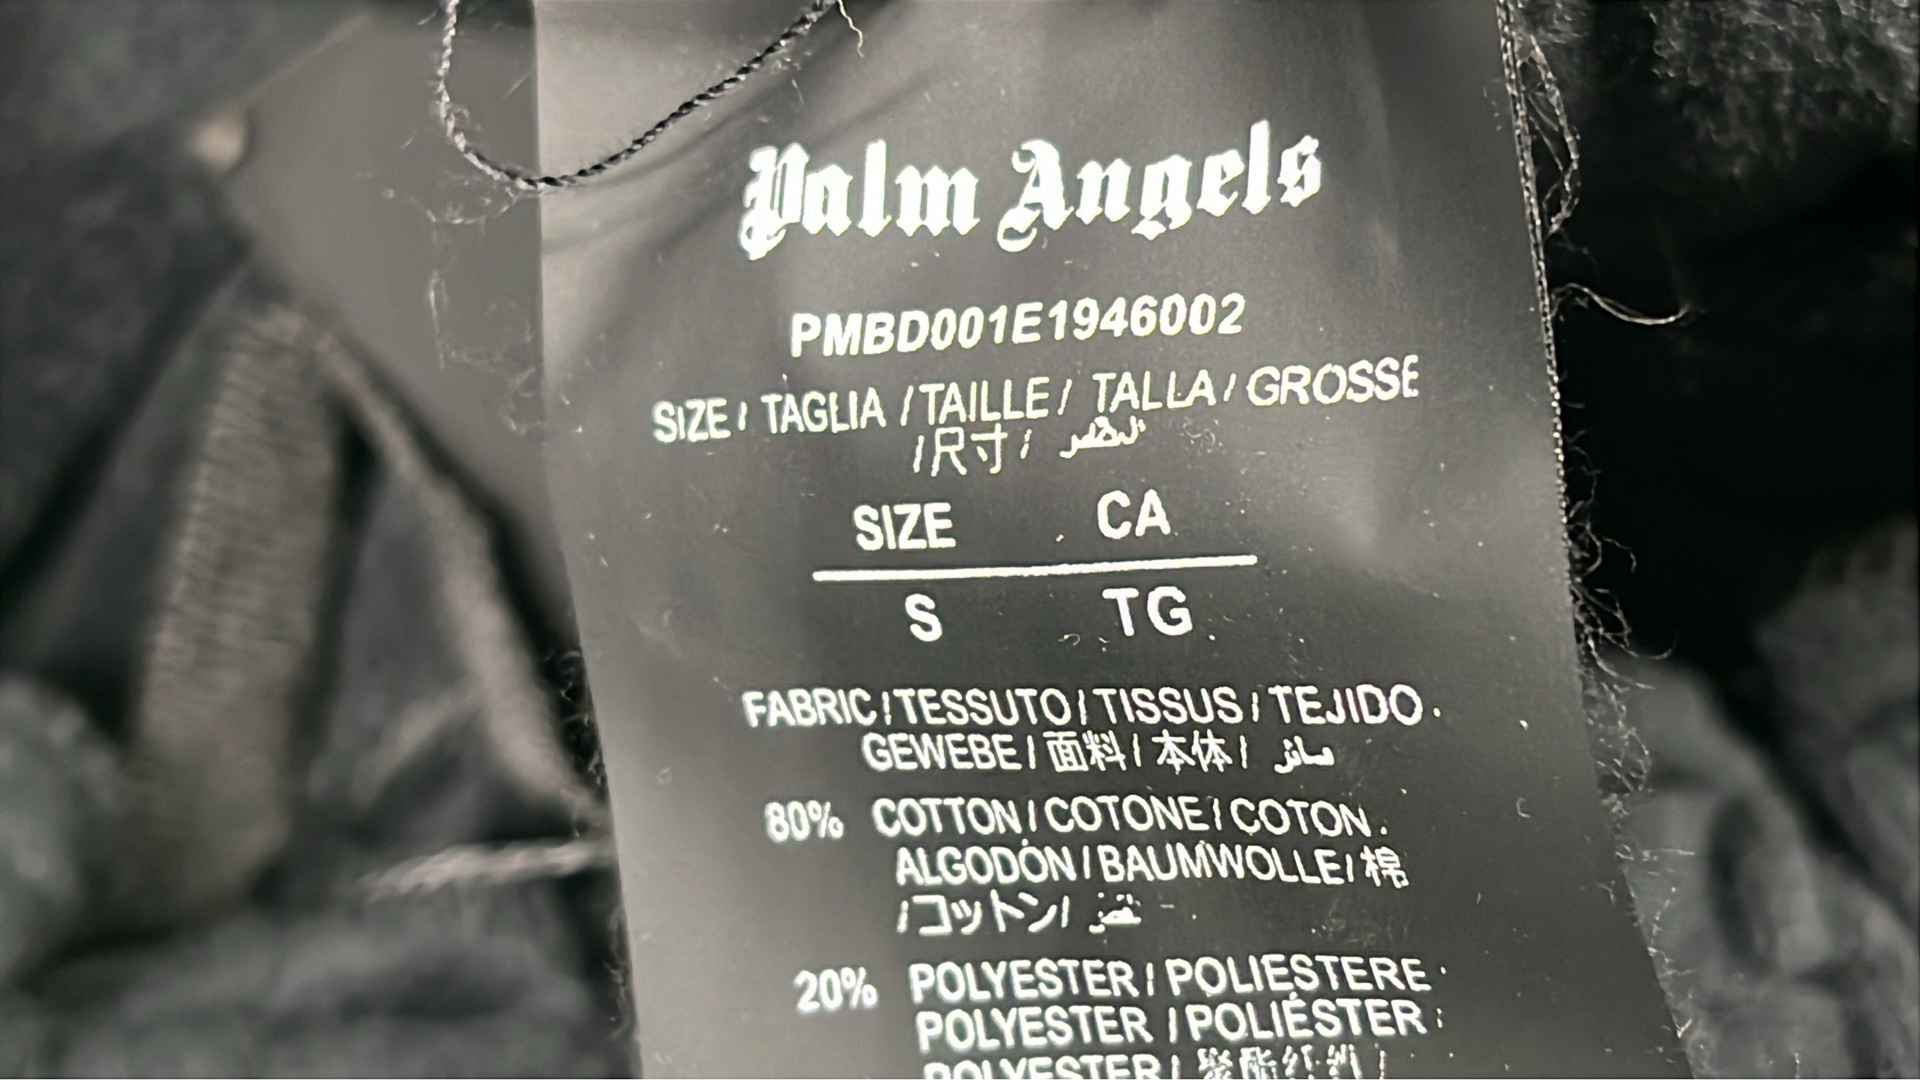 Palm Angels
PMBD001E1946002
SIZE / TAGLIA / TAILLE / TALLA / GROSSE
/ 尺寸 /
SIZE CA
S TG
FABRIC / TESSUTO / TISSUS / TEJIDO
GEWEBE / 面料 / 本体 /
80% COTTON / COTONE / COTON
ALGODÓN / BAUMWOLLE / 棉
/ コットン /
20% POLYESTER / POLIESTERE
POLYESTER / POLIÉSTER
POLYESTER /